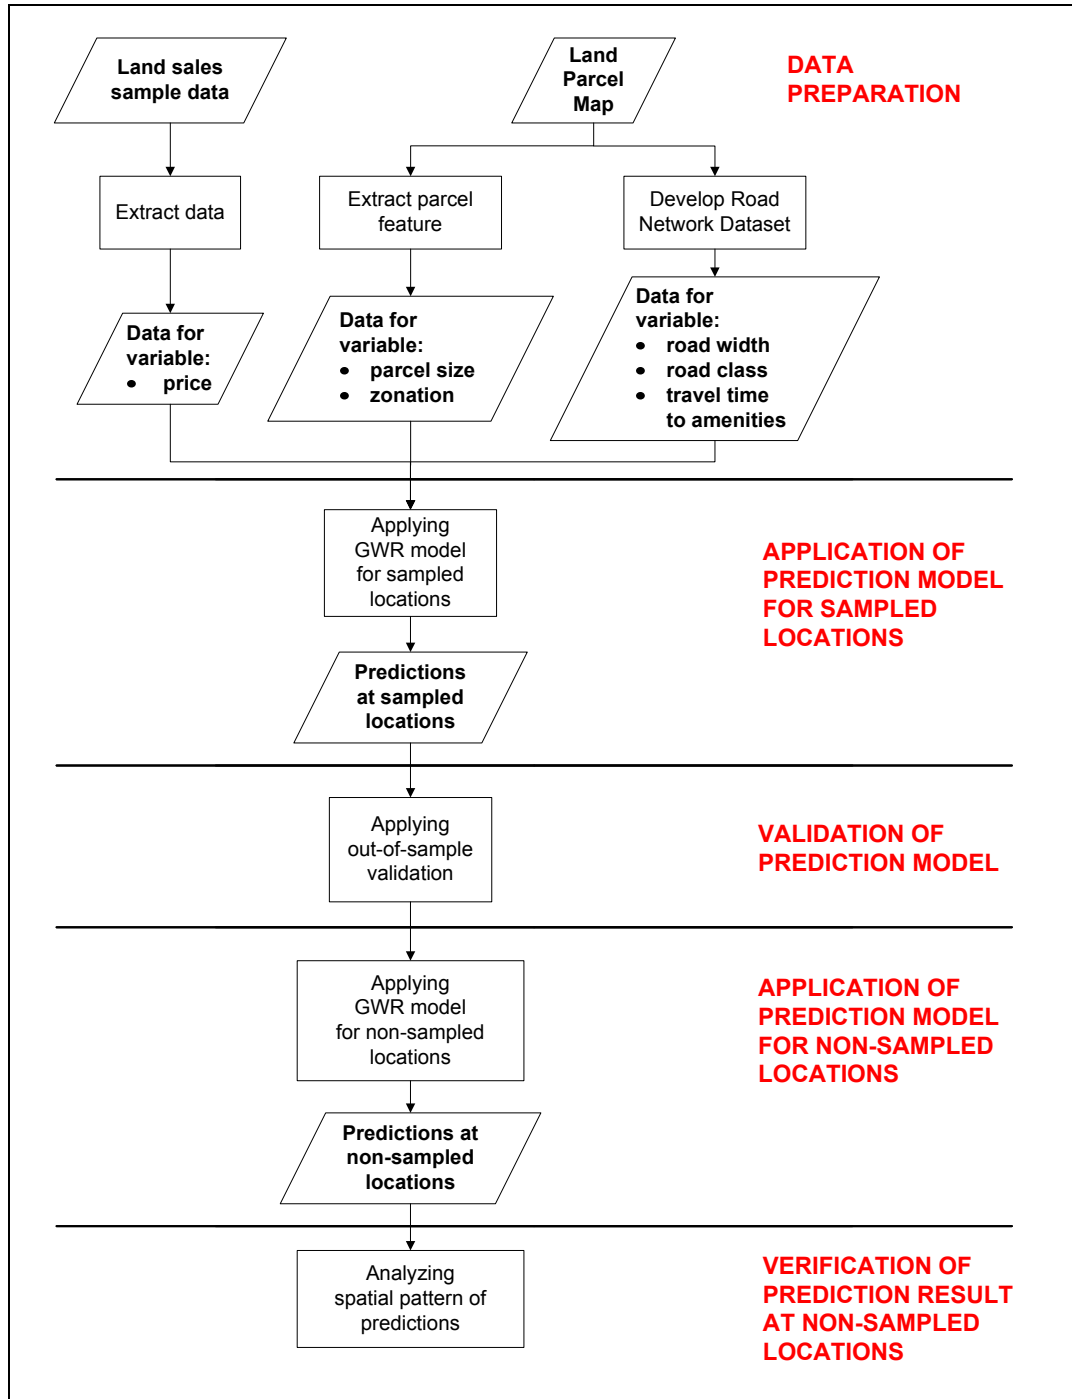 Land sales
sample data
Land
Parcel
Map
DATA
PREPARATION
Extract data
Extract parcel
feature
Develop Road
Network Dataset
Data for
variable:
• price
Data for
variable:
• parcel size
• zonation
Data for
variable:
• road width
• road class
• travel time
to amenities
Applying
GWR model
for sampled
locations
APPLICATION OF
PREDICTION MODEL
FOR SAMPLED
LOCATIONS
Predictions
at sampled
locations
Applying
out-of-sample
validation
VALIDATION OF
PREDICTION MODEL
Applying
GWR model
for non-sampled
locations
APPLICATION OF
PREDICTION MODEL
FOR NON-SAMPLED
LOCATIONS
Predictions at
non-sampled
locations
Analyzing
spatial pattern of
predictions
VERIFICATION OF
PREDICTION RESULT
AT NON-SAMPLED
LOCATIONS